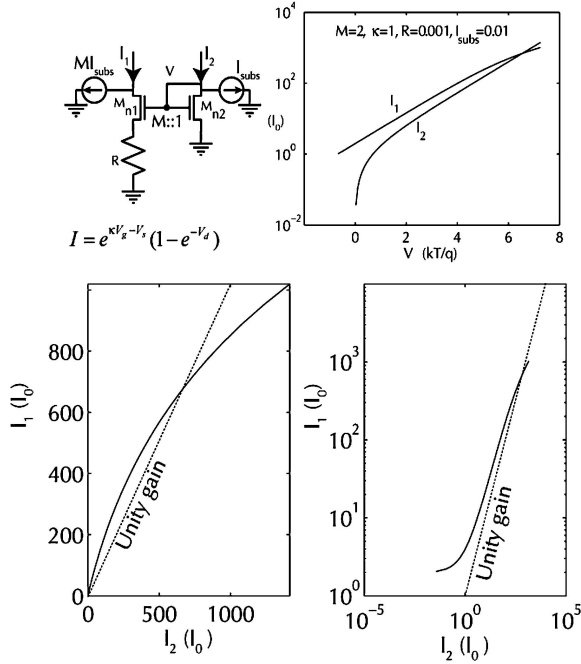 MI_subs
I_1
V
I_2
I_subs
M_n1
M::1
M_n2
R
I = e^{κV_g−V_s}(1−e^{−V_d})
10^4
M=2, κ=1, R=0.001, I_subs=0.01
10^2
(I_0)
I_1
I_2
10^0
10^−2
0
2
4
6
8
V (kT/q)
I_1 (I_0)
800
600
400
200
0
Unity gain
0
500
1000
I_2 (I_0)
I_1 (I_0)
10^3
10^2
10^1
10^0
Unity gain
10^−5
10^0
10^5
I_2 (I_0)